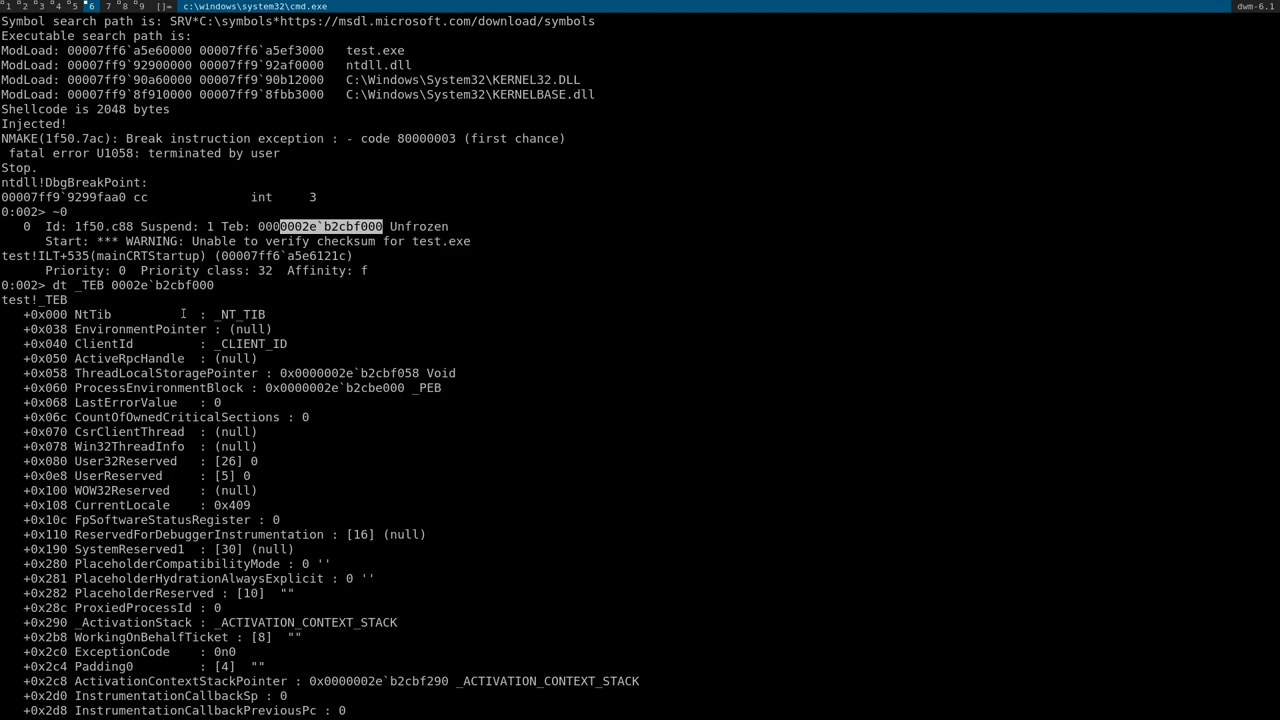 1 2 3 4 5 6 7 8 9 []= c:\windows\system32\cmd.exe dwm-6.1
Symbol search path is: SRV*C:\symbols*https://msdl.microsoft.com/download/symbols
Executable search path is:
ModLoad: 00007ff6`a5e60000 00007ff6`a5ef3000   test.exe
ModLoad: 00007ff9`92900000 00007ff9`92af0000   ntdll.dll
ModLoad: 00007ff9`90a60000 00007ff9`90b12000   C:\Windows\System32\KERNEL32.DLL
ModLoad: 00007ff9`8f910000 00007ff9`8fbb3000   C:\Windows\System32\KERNELBASE.dll
Shellcode is 2048 bytes
Injected!
NMAKE(1f50.7ac): Break instruction exception : - code 80000003 (first chance)
 fatal error U1058: terminated by user
Stop.
ntdll!DbgBreakPoint:
00007ff9`9299faa0 cc              int     3
0:002> ~0
   0  Id: 1f50.c88 Suspend: 1 Teb: 0000002e`b2cbf000 Unfrozen
      Start: *** WARNING: Unable to verify checksum for test.exe
test!ILT+535(mainCRTStartup) (00007ff6`a5e6121c)
      Priority: 0  Priority class: 32  Affinity: f
0:002> dt _TEB 0002e`b2cbf000
test!_TEB
   +0x000 NtTib            : _NT_TIB
   +0x038 EnvironmentPointer : (null)
   +0x040 ClientId         : _CLIENT_ID
   +0x050 ActiveRpcHandle  : (null)
   +0x058 ThreadLocalStoragePointer : 0x0000002e`b2cbf058 Void
   +0x060 ProcessEnvironmentBlock : 0x0000002e`b2cbe000 _PEB
   +0x068 LastErrorValue   : 0
   +0x06c CountOfOwnedCriticalSections : 0
   +0x070 CsrClientThread  : (null)
   +0x078 Win32ThreadInfo  : (null)
   +0x080 User32Reserved   : [26] 0
   +0x0e8 UserReserved     : [5] 0
   +0x100 WOW32Reserved    : (null)
   +0x108 CurrentLocale    : 0x409
   +0x10c FpSoftwareStatusRegister : 0
   +0x110 ReservedForDebuggerInstrumentation : [16] (null)
   +0x190 SystemReserved1  : [30] (null)
   +0x280 PlaceholderCompatibilityMode : 0 ''
   +0x281 PlaceholderHydrationAlwaysExplicit : 0 ''
   +0x282 PlaceholderReserved : [10]  ""
   +0x28c ProxiedProcessId : 0
   +0x290 _ActivationStack : _ACTIVATION_CONTEXT_STACK
   +0x2b8 WorkingOnBehalfTicket : [8]  ""
   +0x2c0 ExceptionCode    : 0n0
   +0x2c4 Padding0         : [4]  ""
   +0x2c8 ActivationContextStackPointer : 0x0000002e`b2cbf290 _ACTIVATION_CONTEXT_STACK
   +0x2d0 InstrumentationCallbackSp : 0
   +0x2d8 InstrumentationCallbackPreviousPc : 0